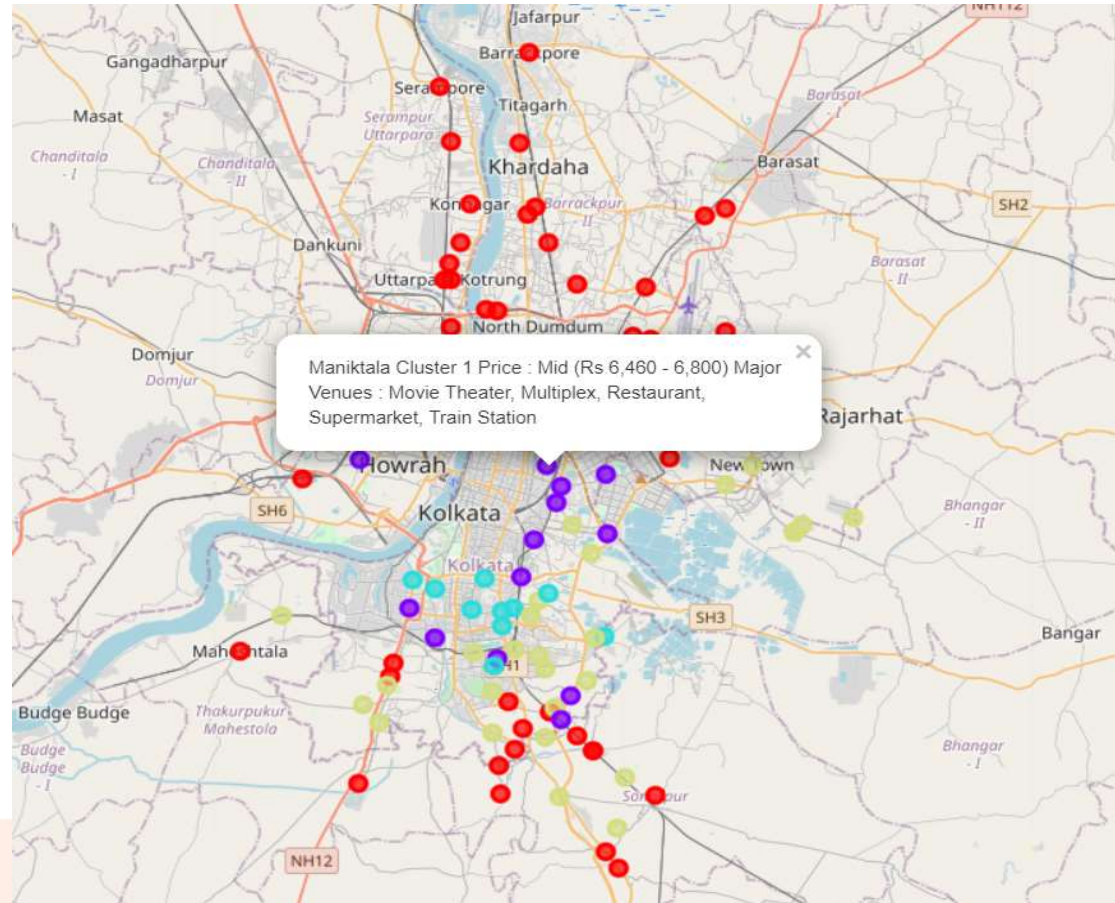 Jafarpur
NH112
Gangadharpur
Barrackpore
Serampore
Titagarh
Barasat
- I
Masat
Serampur
Uttarpara
Chanditala
- I
Chanditala
- II
Khardaha
Barasat
Konnagar
Barrackpur
II
SH2
Dankuni
Barasat
- II
Uttarpara Kotrung
North Dumdum
Domjur
Domjur
×
Maniktala Cluster 1 Price : Mid (Rs 6,460 - 6,800) Major
Venues : Movie Theater, Multiplex, Restaurant,
Supermarket, Train Station
Rajarhat
Howrah
New Town
SH6
Kolkata
Bhangar
- II
Kolkata
SH3
Bangar
Maheshtala
SH1
Budge Budge
Thakurpukur
Mahestola
Budge
Budge
- I
Bhangar
- I
Sonarpur
NH12